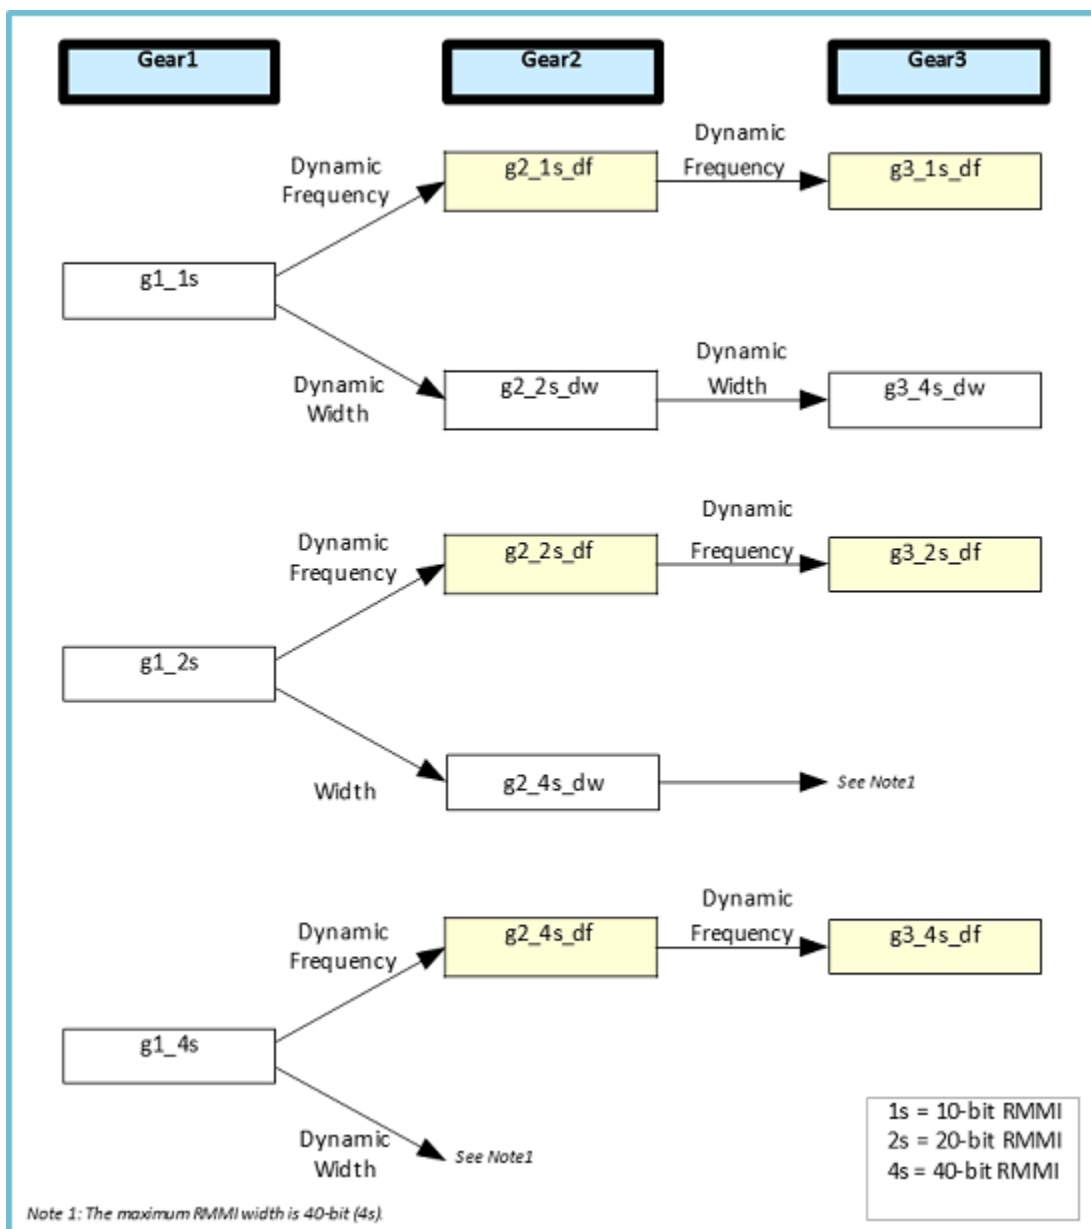 Gear1
Gear2
Gear3
Dynamic
Frequency
g2_1s_df
Dynamic
Frequency
g3_1s_df
g1_1s
Dynamic
Width
g2_2s_dw
Dynamic
Width
g3_4s_dw
Dynamic
Frequency
g2_2s_df
Dynamic
Frequency
g3_2s_df
g1_2s
Width
g2_4s_dw
See Note1
Dynamic
Frequency
g2_4s_df
Dynamic
Frequency
g3_4s_df
g1_4s
Dynamic
Width
See Note1
1s = 10-bit RMMI
2s = 20-bit RMMI
4s = 40-bit RMMI
Note 1: The maximum RMMI width is 40-bit (4s).